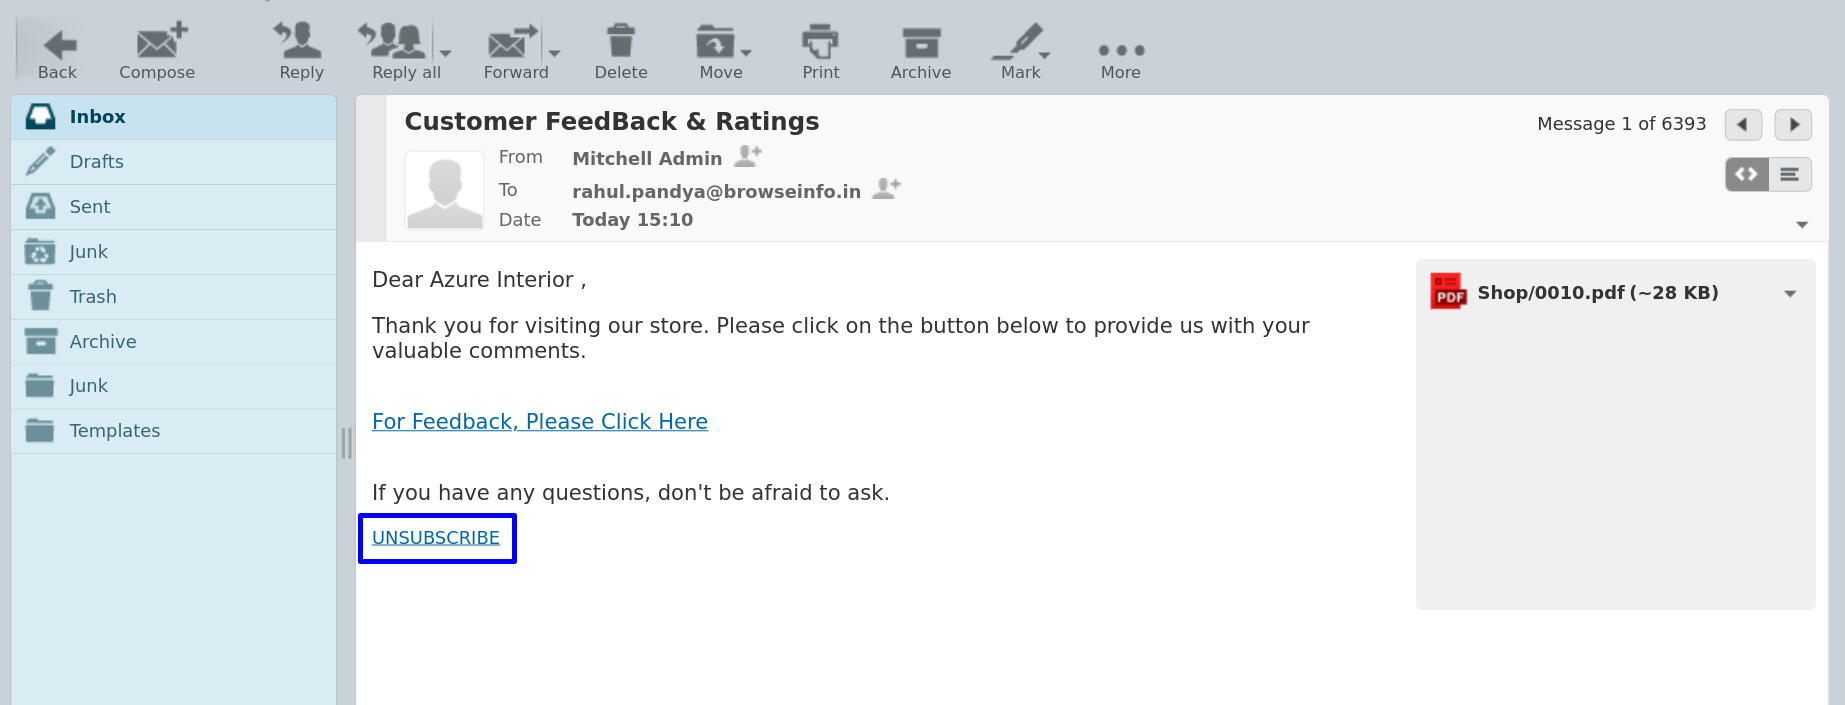 Back
Compose
Reply
Reply all
Forward
Delete
Move
Print
Archive
Mark
More
Inbox
Drafts
Sent
Junk
Trash
Archive
Junk
Templates
Customer FeedBack & Ratings
Message 1 of 6393
From Mitchell Admin
To rahul.pandya@browseinfo.in
Date Today 15:10
Dear Azure Interior ,
Thank you for visiting our store. Please click on the button below to provide us with your
valuable comments.
For Feedback, Please Click Here
If you have any questions, don't be afraid to ask.
UNSUBSCRIBE
PDF
Shop/0010.pdf (~28 KB)